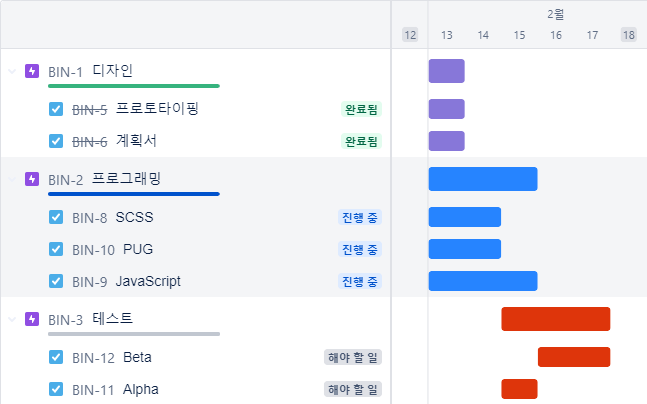 2월
12 13 14 15 16 17 18
BIN-1 디자인
BIN-5 프로토타이핑 완료됨
BIN-6 계획서 완료됨
BIN-2 프로그래밍
BIN-8 SCSS 진행 중
BIN-10 PUG 진행 중
BIN-9 JavaScript 진행 중
BIN-3 테스트
BIN-12 Beta 해야 할 일
BIN-11 Alpha 해야 할 일